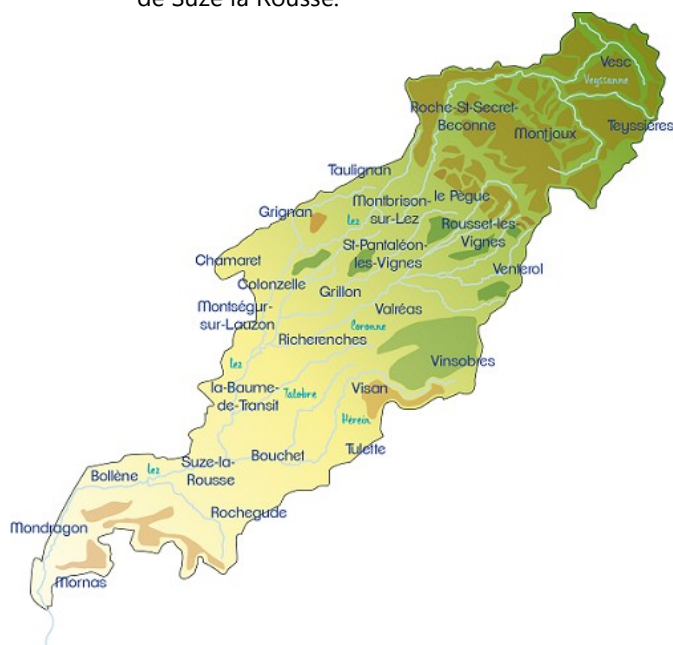 de Suze la Rousse.
Vesc
Veyssanne
Roche-St-Secret-
Beconne
Montjoux
Teyssières
Taulignan
le Pègue
Montbrison-
sur-Lez
Grignan
Lez
Rousset-les-
Vignes
St-Pantaléon-
les-Vignes
Chamaret
Venterol
Colonzelle
Grillon
Montségur-
sur-Lauzon
Valréas
Coronne
Richerenches
Lez
Vinsobres
la-Baume-
de-Transit
Talobre
Visan
Hérein
Tulette
Bouchet
Suze-la-
Rousse
Bollène
Lez
Rochegude
Mondragon
Mornas